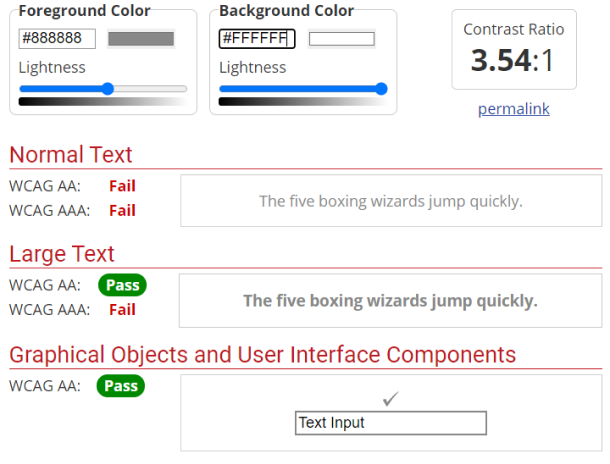 Foreground Color
#888888
Lightness
Background Color
#FFFFFF
Lightness
Contrast Ratio
3.54:1
permalink
Normal Text
WCAG AA: Fail
WCAG AAA: Fail
The five boxing wizards jump quickly.
Large Text
WCAG AA: Pass
WCAG AAA: Fail
The five boxing wizards jump quickly.
Graphical Objects and User Interface Components
WCAG AA: Pass
✓
Text Input